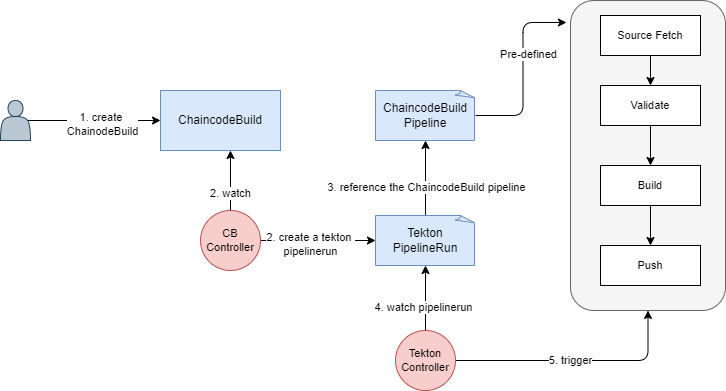 Source Fetch
Pre-defined
Validate
1. create
ChainodeBuild
ChaincodeBuild
ChaincodeBuild
Pipeline
Build
2. watch
3. reference the ChaincodeBuild pipeline
CB
Controller
2. create a tekton
pipelinerun
Tekton
PipelineRun
Push
4. watch pipelinerun
Tekton
Controller
5. trigger